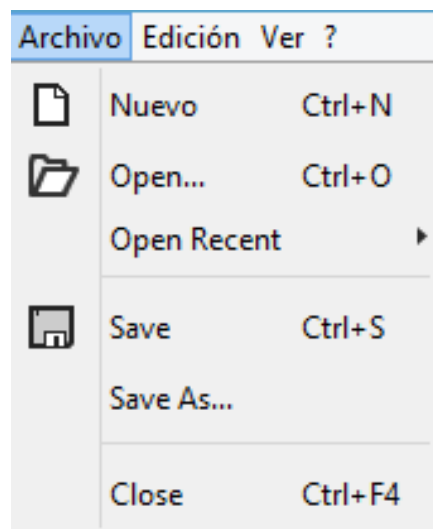 Archivo Edición Ver ?
Nuevo Ctrl+N
Open... Ctrl+O
Open Recent
Save Ctrl+S
Save As...
Close Ctrl+F4